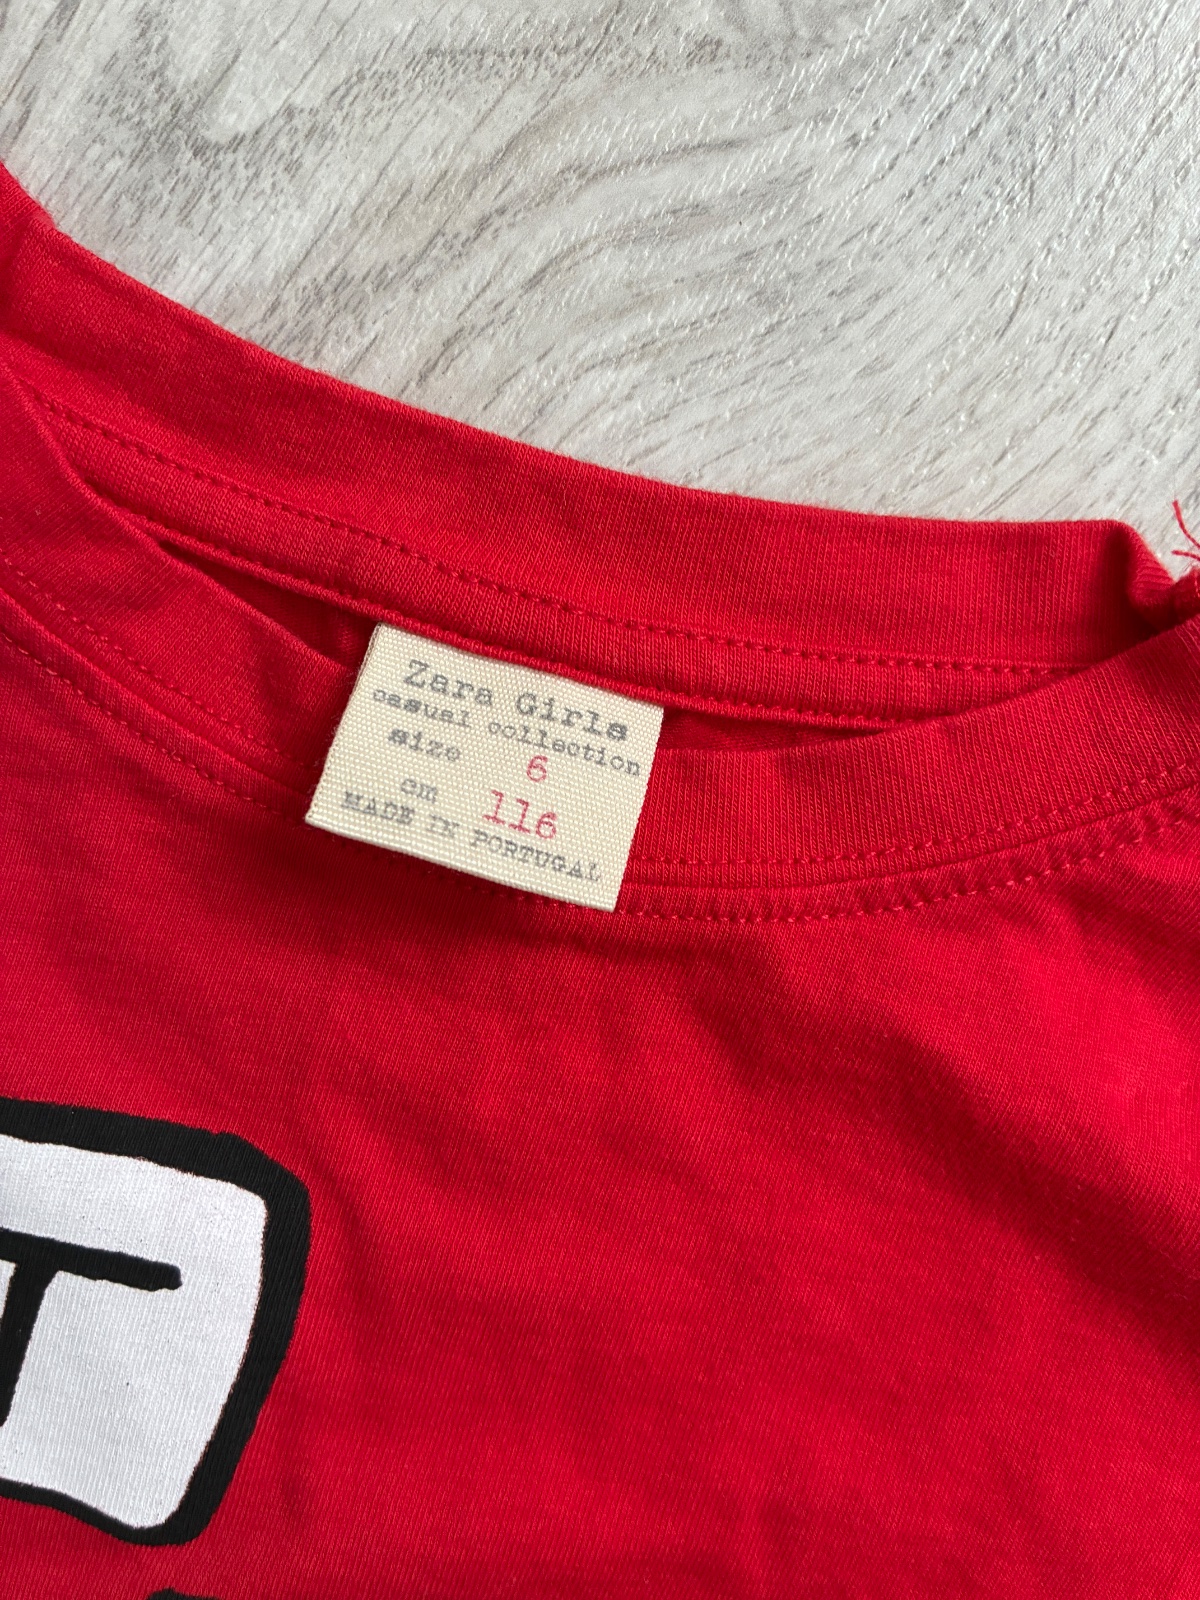 Zara Girls
casual collection
size 6
cm 116
MADE IN PORTUGAL
T